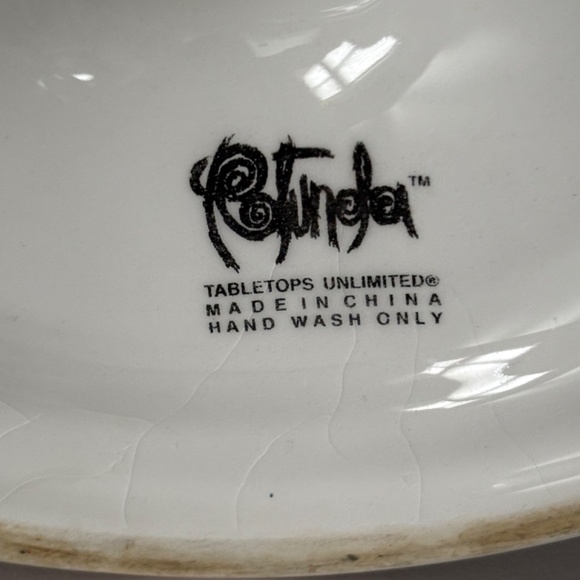 Rotunda™
TABLETOPS UNLIMITED®
MADE IN CHINA
HAND WASH ONLY